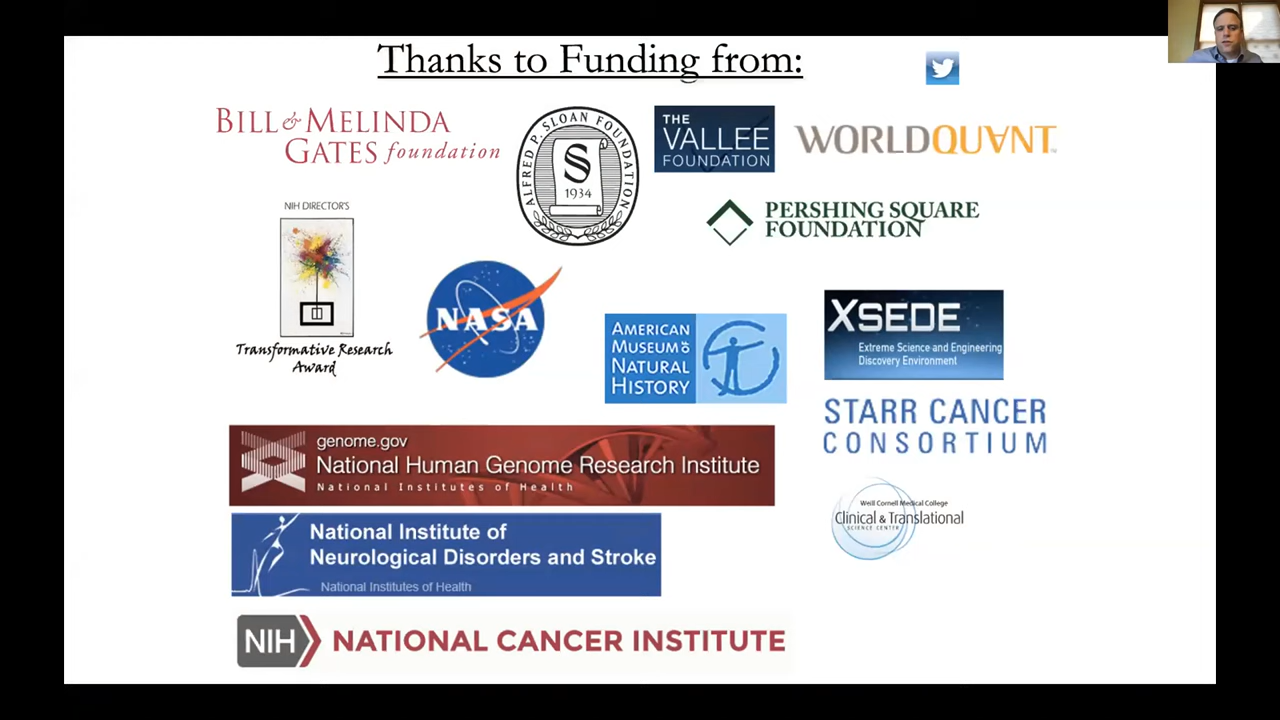 Thanks to Funding from:
BILL & MELINDA
GATES foundation
ALFRED P. SLOAN FOUNDATION
S
1934
THE
VALLEE
FOUNDATION
WORLDQUANT
PERSHING SQUARE
FOUNDATION
NIH DIRECTOR'S
Transformative Research
Award
NASA
AMERICAN
MUSEUM OF
NATURAL
HISTORY
XSEDE
Extreme Science and Engineering
Discovery Environment
STARR CANCER
CONSORTIUM
genome.gov
National Human Genome Research Institute
National Institutes of Health
Weill Cornell Medical College
Clinical & Translational
SCIENCE CENTER
National Institute of
Neurological Disorders and Stroke
National Institutes of Health
NIH NATIONAL CANCER INSTITUTE